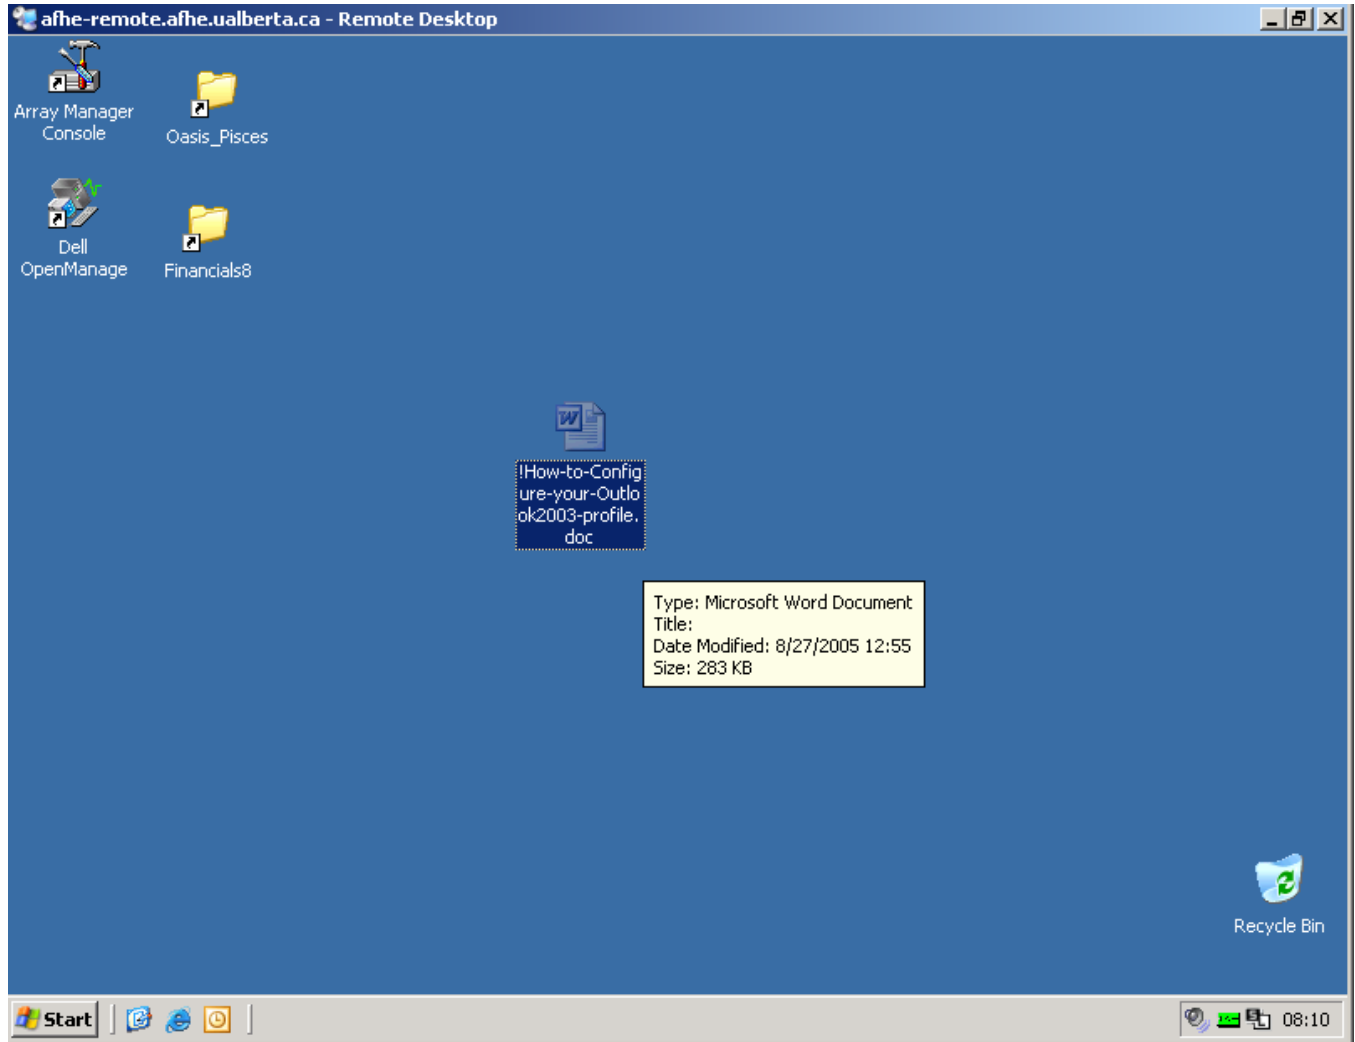 afhe-remote.afhe.ualberta.ca - Remote Desktop
Array Manager
Console
Oasis_Pisces
Dell
OpenManage
Financials8
!How-to-Config
ure-your-Outlo
ok2003-profile.
doc
Type: Microsoft Word Document
Title:
Date Modified: 8/27/2005 12:55
Size: 283 KB
Recycle Bin
Start
08:10